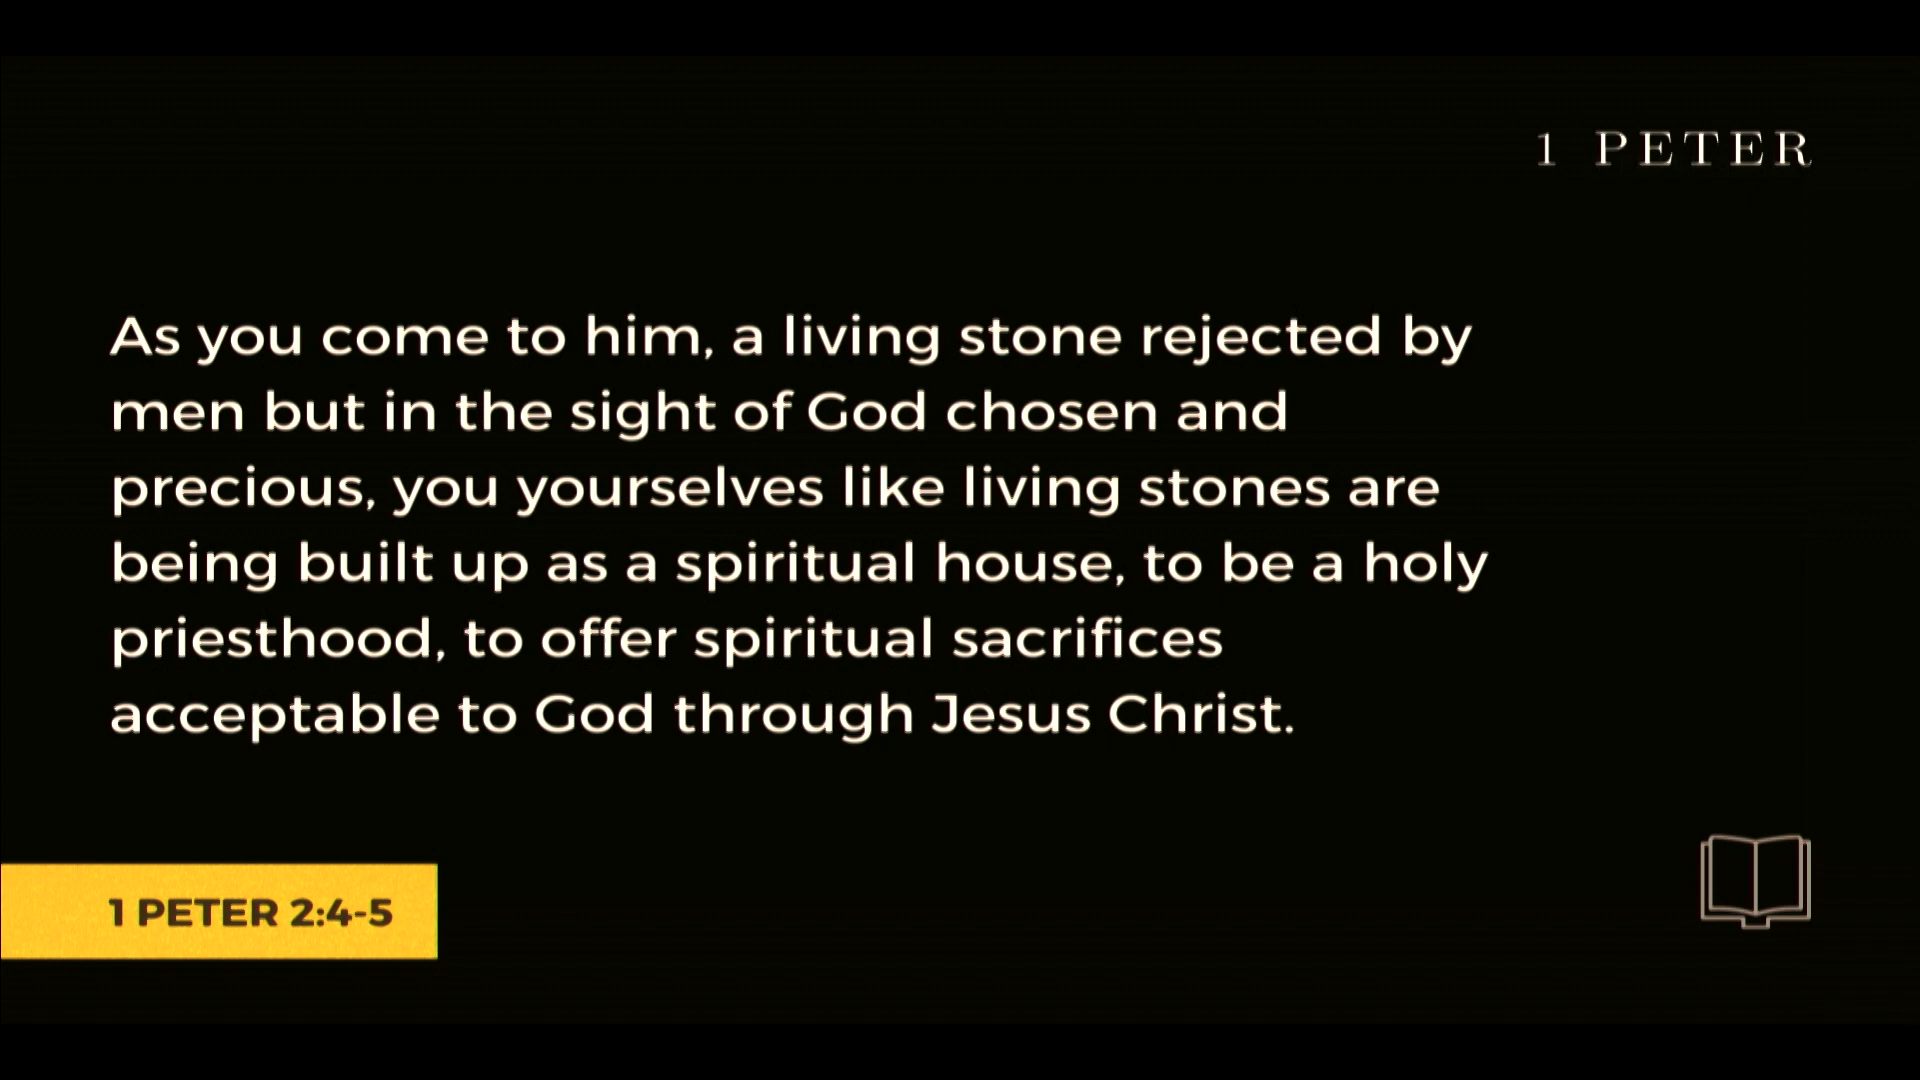 1 PETER
As you come to him, a living stone rejected by
men but in the sight of God chosen and
precious, you yourselves like living stones are
being built up as a spiritual house, to be a holy
priesthood, to offer spiritual sacrifices
acceptable to God through Jesus Christ.
1 PETER 2:4-5